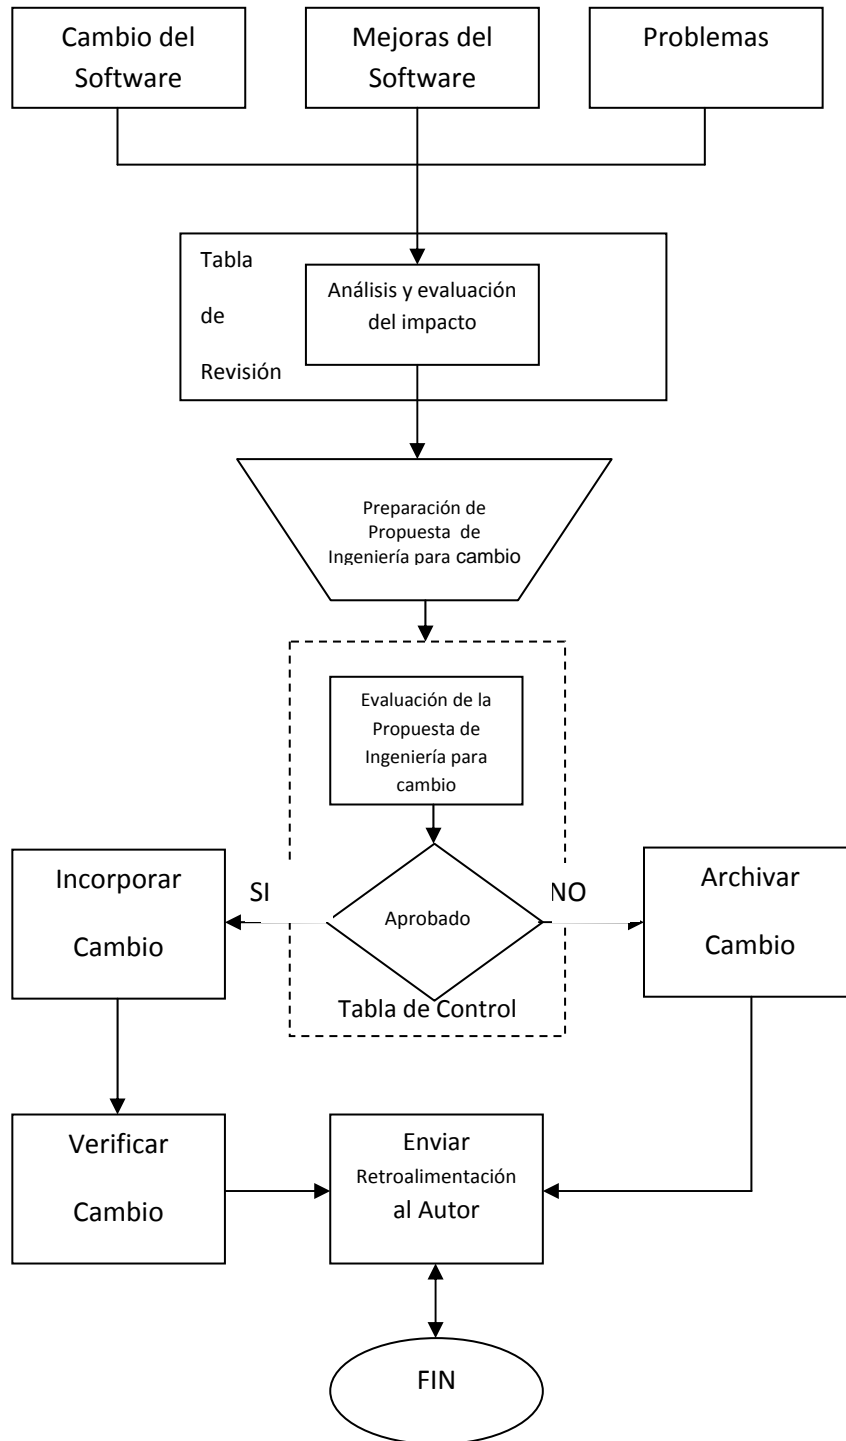 Cambio del
Software
Mejoras del
Software
Problemas
Tabla
de
Revisión
Análisis y evaluación
del impacto
Preparación de
Propuesta de
Ingeniería para cambio
Evaluación de la
Propuesta de
Ingeniería para
cambio
Incorporar
Cambio
SI
Aprobado
NO
Archivar
Cambio
Tabla de Control
Verificar
Cambio
Enviar
Retroalimentación
al Autor
FIN